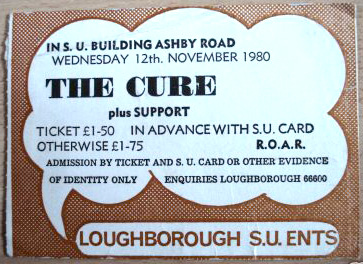 IN S. U. BUILDING ASHBY ROAD
WEDNESDAY 12th. NOVEMBER 1980
THE CURE
plus SUPPORT
TICKET £1-50 IN ADVANCE WITH S.U. CARD
OTHERWISE £1-75 R.O.A.R.
ADMISSION BY TICKET AND S. U. CARD OR OTHER EVIDENCE
OF IDENTITY ONLY ENQUIRIES LOUGHBOROUGH 66600
LOUGHBOROUGH S.U. ENTS